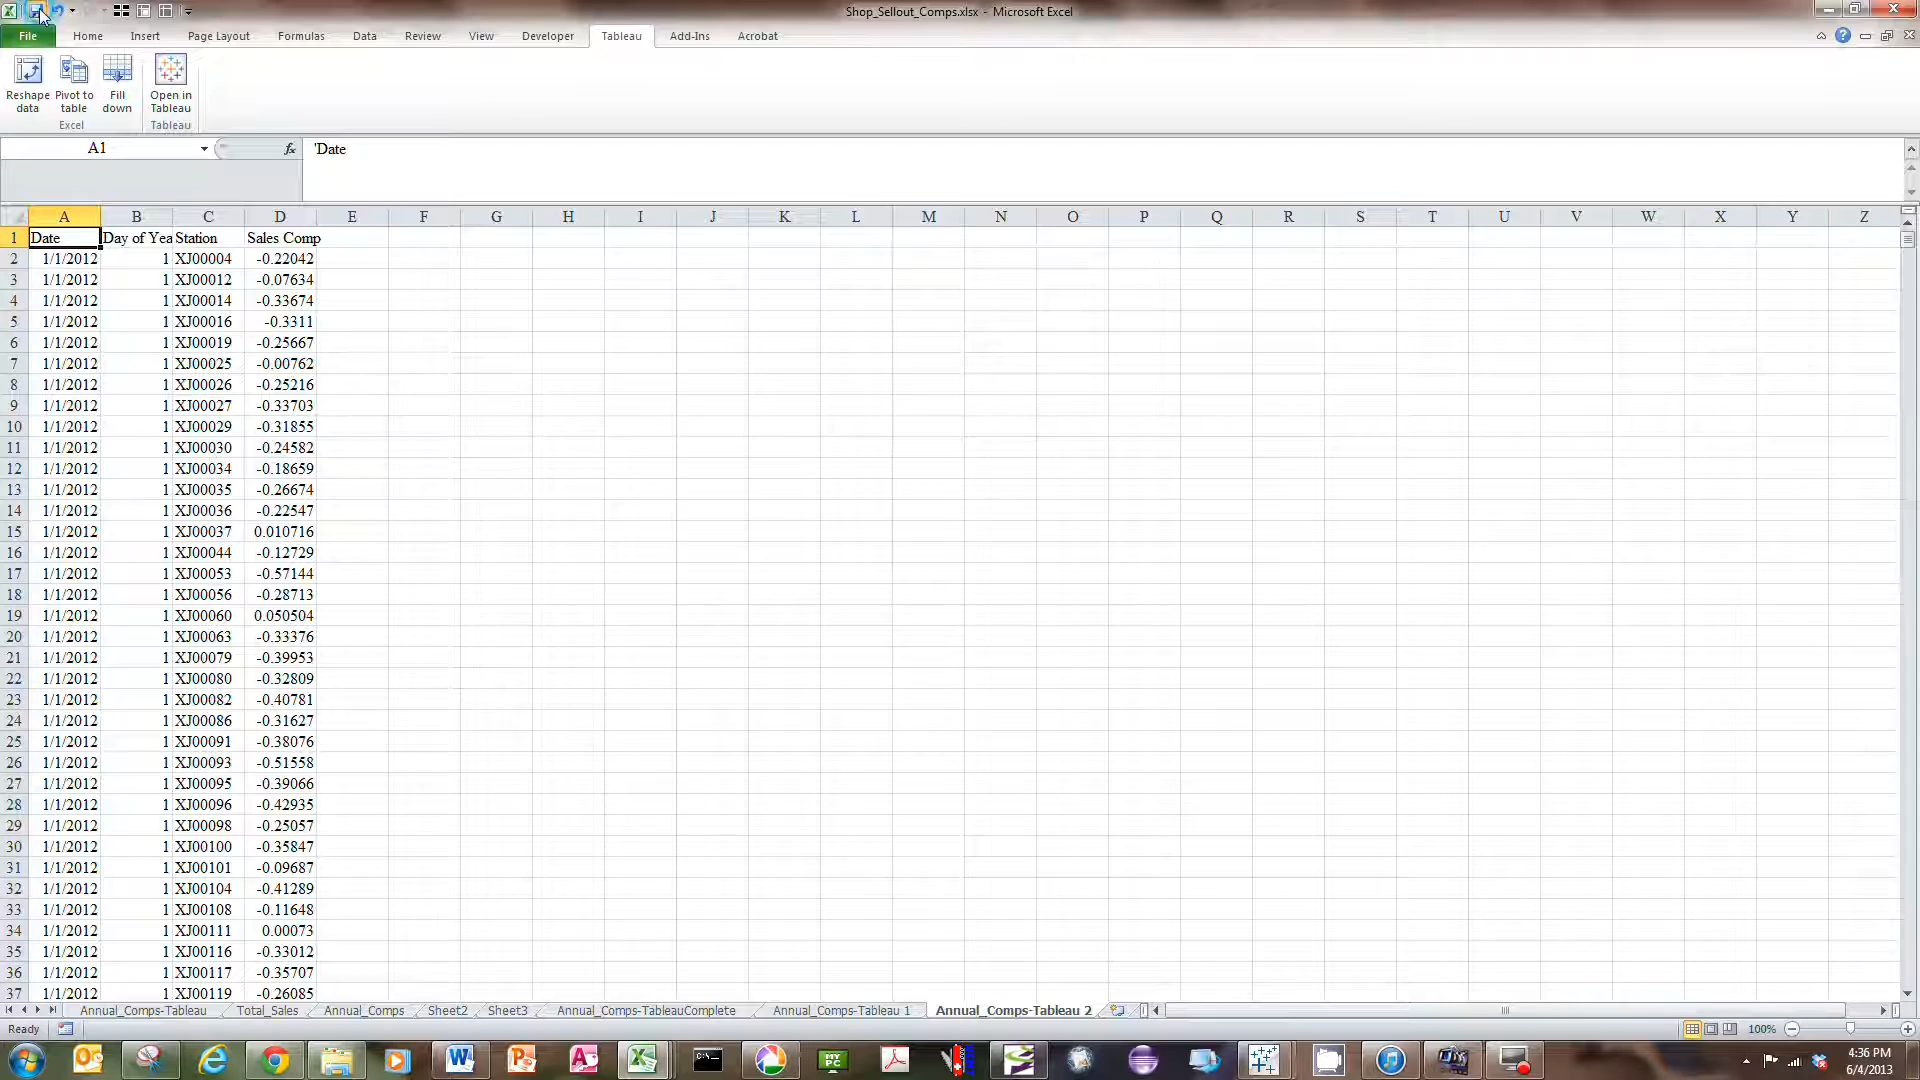 Shop_Sellout_Comps.xlsx - Microsoft Excel
File Home Insert Page Layout Formulas Data Review View Developer Tableau Add-Ins Acrobat
Reshape data Pivot to table Fill down Open in Tableau
Excel Tableau
A1 fx 'Date
A B C D E F G H I J K L M N O P Q R S T U V W X Y Z
1 Date Day of Yea Station Sales Comp
2 1/1/2012 1 XJ00004 -0.22042
3 1/1/2012 1 XJ00012 -0.07634
4 1/1/2012 1 XJ00014 -0.33674
5 1/1/2012 1 XJ00016 -0.3311
6 1/1/2012 1 XJ00019 -0.25667
7 1/1/2012 1 XJ00025 -0.00762
8 1/1/2012 1 XJ00026 -0.25216
9 1/1/2012 1 XJ00027 -0.33703
10 1/1/2012 1 XJ00029 -0.31855
11 1/1/2012 1 XJ00030 -0.24582
12 1/1/2012 1 XJ00034 -0.18659
13 1/1/2012 1 XJ00035 -0.26674
14 1/1/2012 1 XJ00036 -0.22547
15 1/1/2012 1 XJ00037 0.010716
16 1/1/2012 1 XJ00044 -0.12729
17 1/1/2012 1 XJ00053 -0.57144
18 1/1/2012 1 XJ00056 -0.28713
19 1/1/2012 1 XJ00060 0.050504
20 1/1/2012 1 XJ00063 -0.33376
21 1/1/2012 1 XJ00079 -0.39953
22 1/1/2012 1 XJ00080 -0.32809
23 1/1/2012 1 XJ00082 -0.40781
24 1/1/2012 1 XJ00086 -0.31627
25 1/1/2012 1 XJ00091 -0.38076
26 1/1/2012 1 XJ00093 -0.51558
27 1/1/2012 1 XJ00095 -0.39066
28 1/1/2012 1 XJ00096 -0.42935
29 1/1/2012 1 XJ00098 -0.25057
30 1/1/2012 1 XJ00100 -0.35847
31 1/1/2012 1 XJ00101 -0.09687
32 1/1/2012 1 XJ00104 -0.41289
33 1/1/2012 1 XJ00108 -0.11648
34 1/1/2012 1 XJ00111 0.00073
35 1/1/2012 1 XJ00116 -0.33012
36 1/1/2012 1 XJ00117 -0.35707
37 1/1/2012 1 XJ00119 -0.26085
Annual_Comps-Tableau Total_Sales Annual_Comps Sheet2 Sheet3 Annual_Comps-TableauComplete Annual_Comps-Tableau 1 Annual_Comps-Tableau 2
Ready 100%
MY PC
4:36 PM
6/4/2013